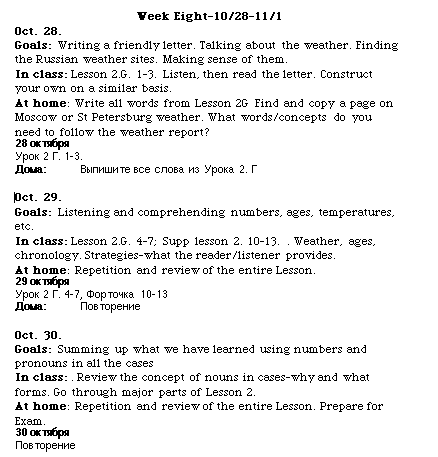 Week Eight-10/28-11/1
Oct. 28.
Goals: Writing a friendly letter. Talking about the weather. Finding
the Russian weather sites. Making sense of them.
In class: Lesson 2.G. 1-3. Listen, then read the letter. Construct
your own on a similar basis.
At home: Write all words from Lesson 2G Find and copy a page on
Moscow or St Petersburg weather. What words/concepts do you
need to follow the weather report?
28 октября
Урок 2 Г. 1-3.
Дома: Выпишите все слова из Урока 2. Г
Oct. 29.
Goals: Listening and comprehending numbers, ages, temperatures,
etc.
In class: Lesson 2.G. 4-7; Supp lesson 2. 10-13. . Weather, ages,
chronology. Strategies-what the reader/listener provides.
At home: Repetition and review of the entire Lesson.
29 октября
Урок 2 Г. 4-7, Форточка 10-13
Дома: Повторение
Oct. 30.
Goals: Summing up what we have learned using numbers and
pronouns in all the cases
In class: . Review the concept of nouns in cases-why and what
forms. Go through major parts of Lesson 2.
At home: Repetition and review of the entire Lesson. Prepare for
Exam.
30 октября
Повторение